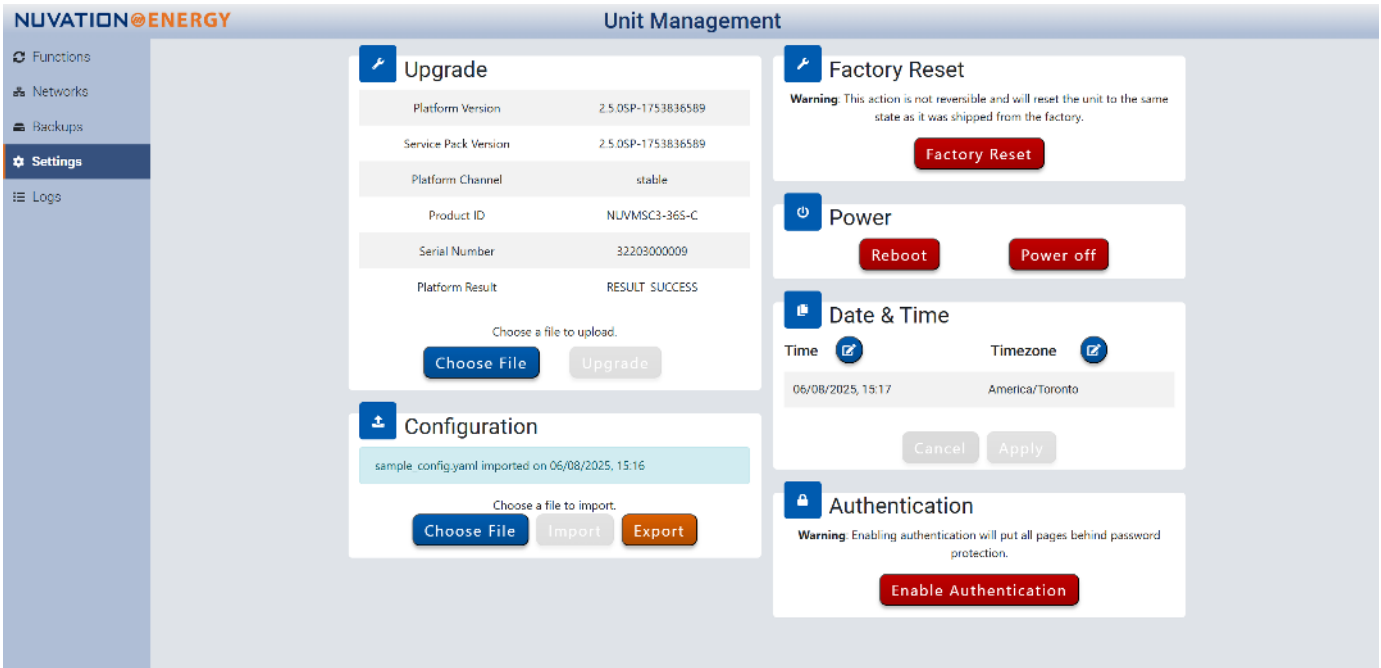 NUVATION ENERGY
Unit Management
Functions
Networks
Backups
Settings
Logs
Upgrade
Platform Version 2.5.0SP-1753836589
Service Pack Version 2.5.0SP-1753836589
Platform Channel stable
Product ID NUVMSC3-36S-C
Serial Number 32203000009
Platform Result RESULT SUCCESS
Choose a file to upload.
Choose File Upgrade
Configuration
sample config.yaml imported on 06/08/2025, 15:16
Choose a file to import.
Choose File Import Export
Factory Reset
Warning: This action is not reversible and will reset the unit to the same
state as it was shipped from the factory.
Factory Reset
Power
Reboot Power off
Date & Time
Time Timezone
06/08/2025, 15:17 America/Toronto
Cancel Apply
Authentication
Warning: Enabling authentication will put all pages behind password
protection.
Enable Authentication